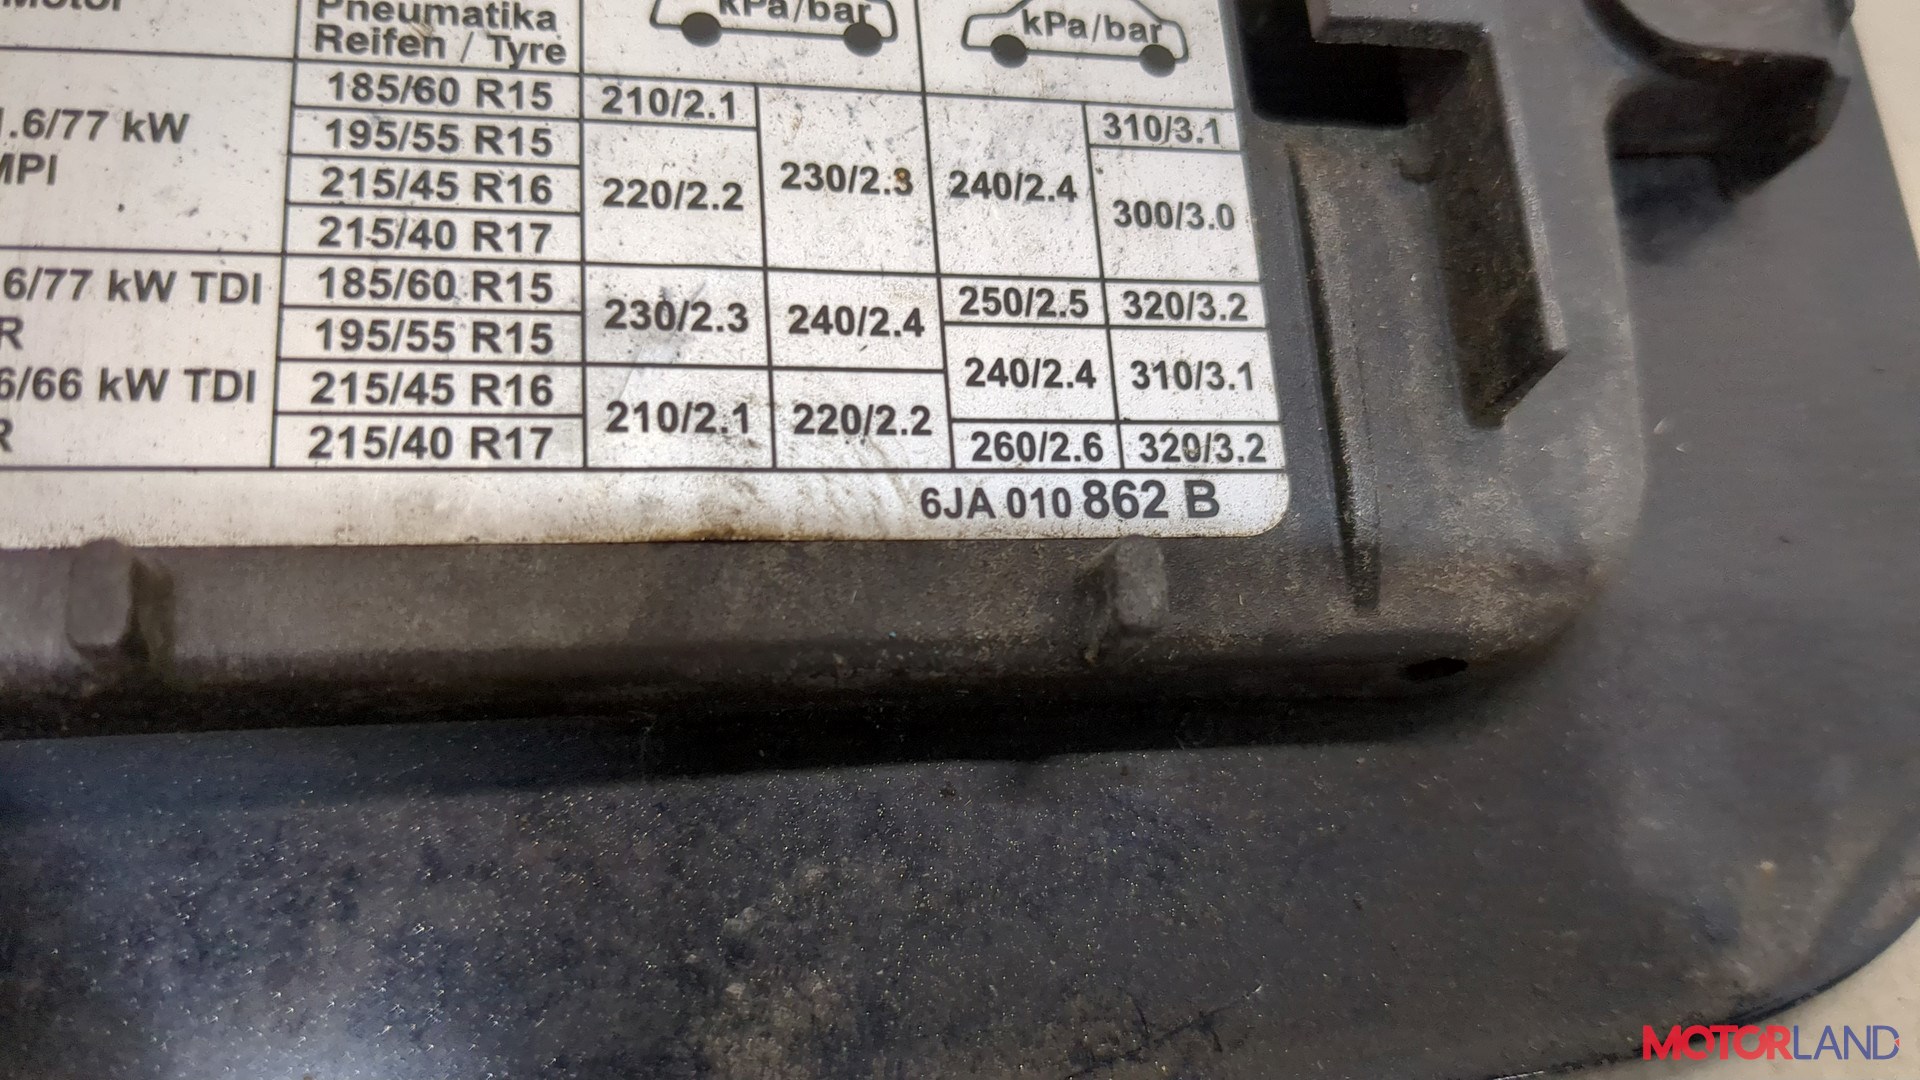 Motor
Pneumatika
Reifen / Tyre
kPa/bar
kPa/bar
1.6/77 kW
MPI
185/60 R15
195/55 R15
215/45 R16
215/40 R17
210/2.1
220/2.2
230/2.3
240/2.4
310/3.1
300/3.0
6/77 kW TDI
R
6/66 kW TDI
R
185/60 R15
195/55 R15
215/45 R16
215/40 R17
230/2.3
210/2.1
240/2.4
220/2.2
250/2.5
240/2.4
260/2.6
320/3.2
310/3.1
320/3.2
6JA 010 862 B
MOTORLAND